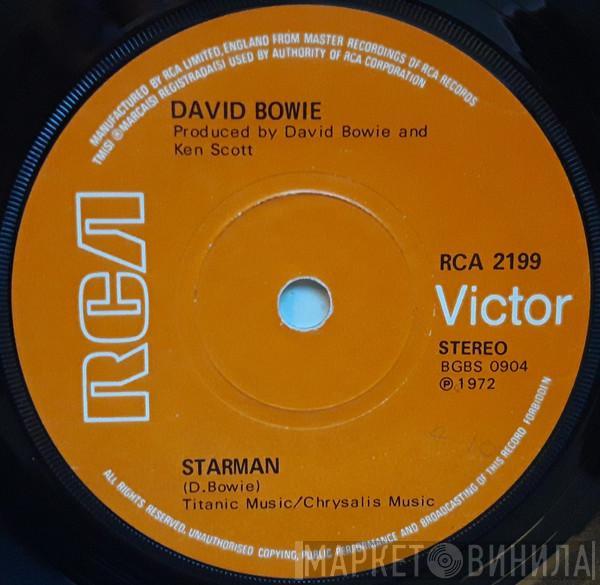 MANUFACTURED BY RCA LIMITED, ENGLAND FROM MASTER RECORDINGS OF RCA RECORDS
TM(S) ® MARCA(S) REGISTRADA(S) USED BY AUTHORITY OF RCA CORPORATION
DAVID BOWIE
Produced by David Bowie and
Ken Scott
RCA
RCA 2199
Victor
STEREO
BGBS 0904
℗ 1972
STARMAN
(D.Bowie)
Titanic Music/Chrysalis Music
ALL RIGHTS RESERVED. UNAUTHORISED COPYING, PUBLIC PERFORMANCE AND BROADCASTING OF THIS RECORD FORBIDDEN
МАРКЕТ ВИНИЛА